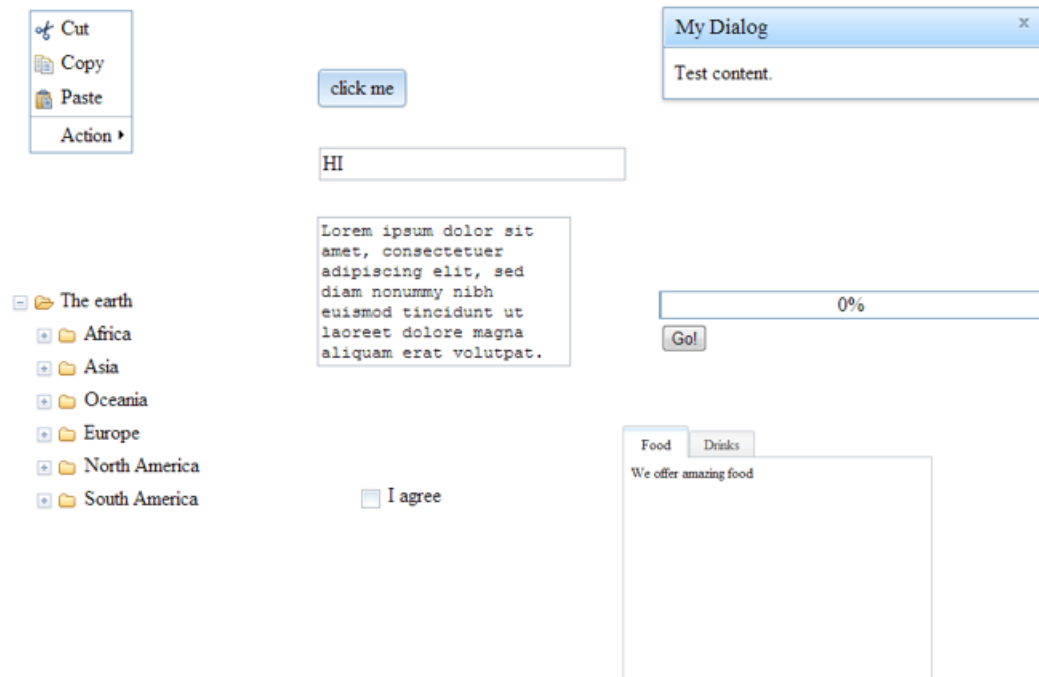 Cut
Copy
Paste
Action
click me
HI
My Dialog
x
Test content.
Lorem ipsum dolor sit
amet, consectetuer
adipiscing elit, sed
diam nonummy nibh
euismod tincidunt ut
laoreet dolore magna
aliquam erat volutpat.
0%
Go!
The earth
Africa
Asia
Oceania
Europe
North America
South America
I agree
Food
Drinks
We offer amazing food